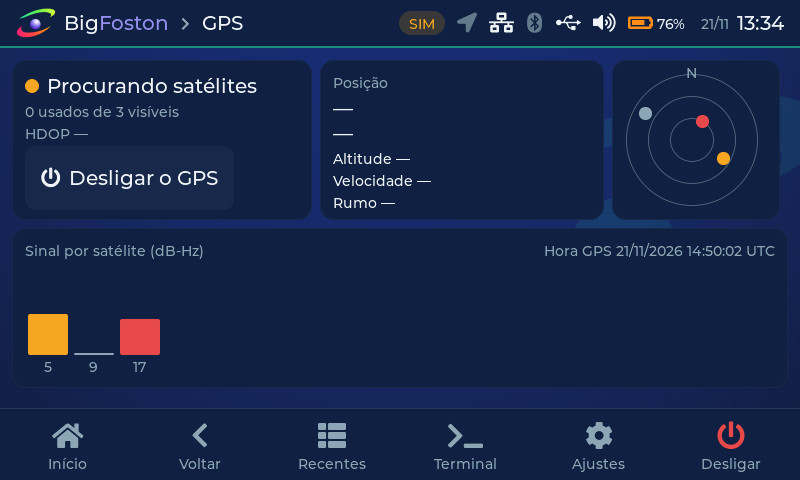 BigFoston > GPS
SIM
76%
21/11 13:34
Procurando satélites
0 usados de 3 visíveis
HDOP —
Desligar o GPS
Posição
—
—
Altitude —
Velocidade —
Rumo —
N
Sinal por satélite (dB-Hz)
Hora GPS 21/11/2026 14:50:02 UTC
5 9 17
Início
Voltar
Recentes
Terminal
Ajustes
Desligar